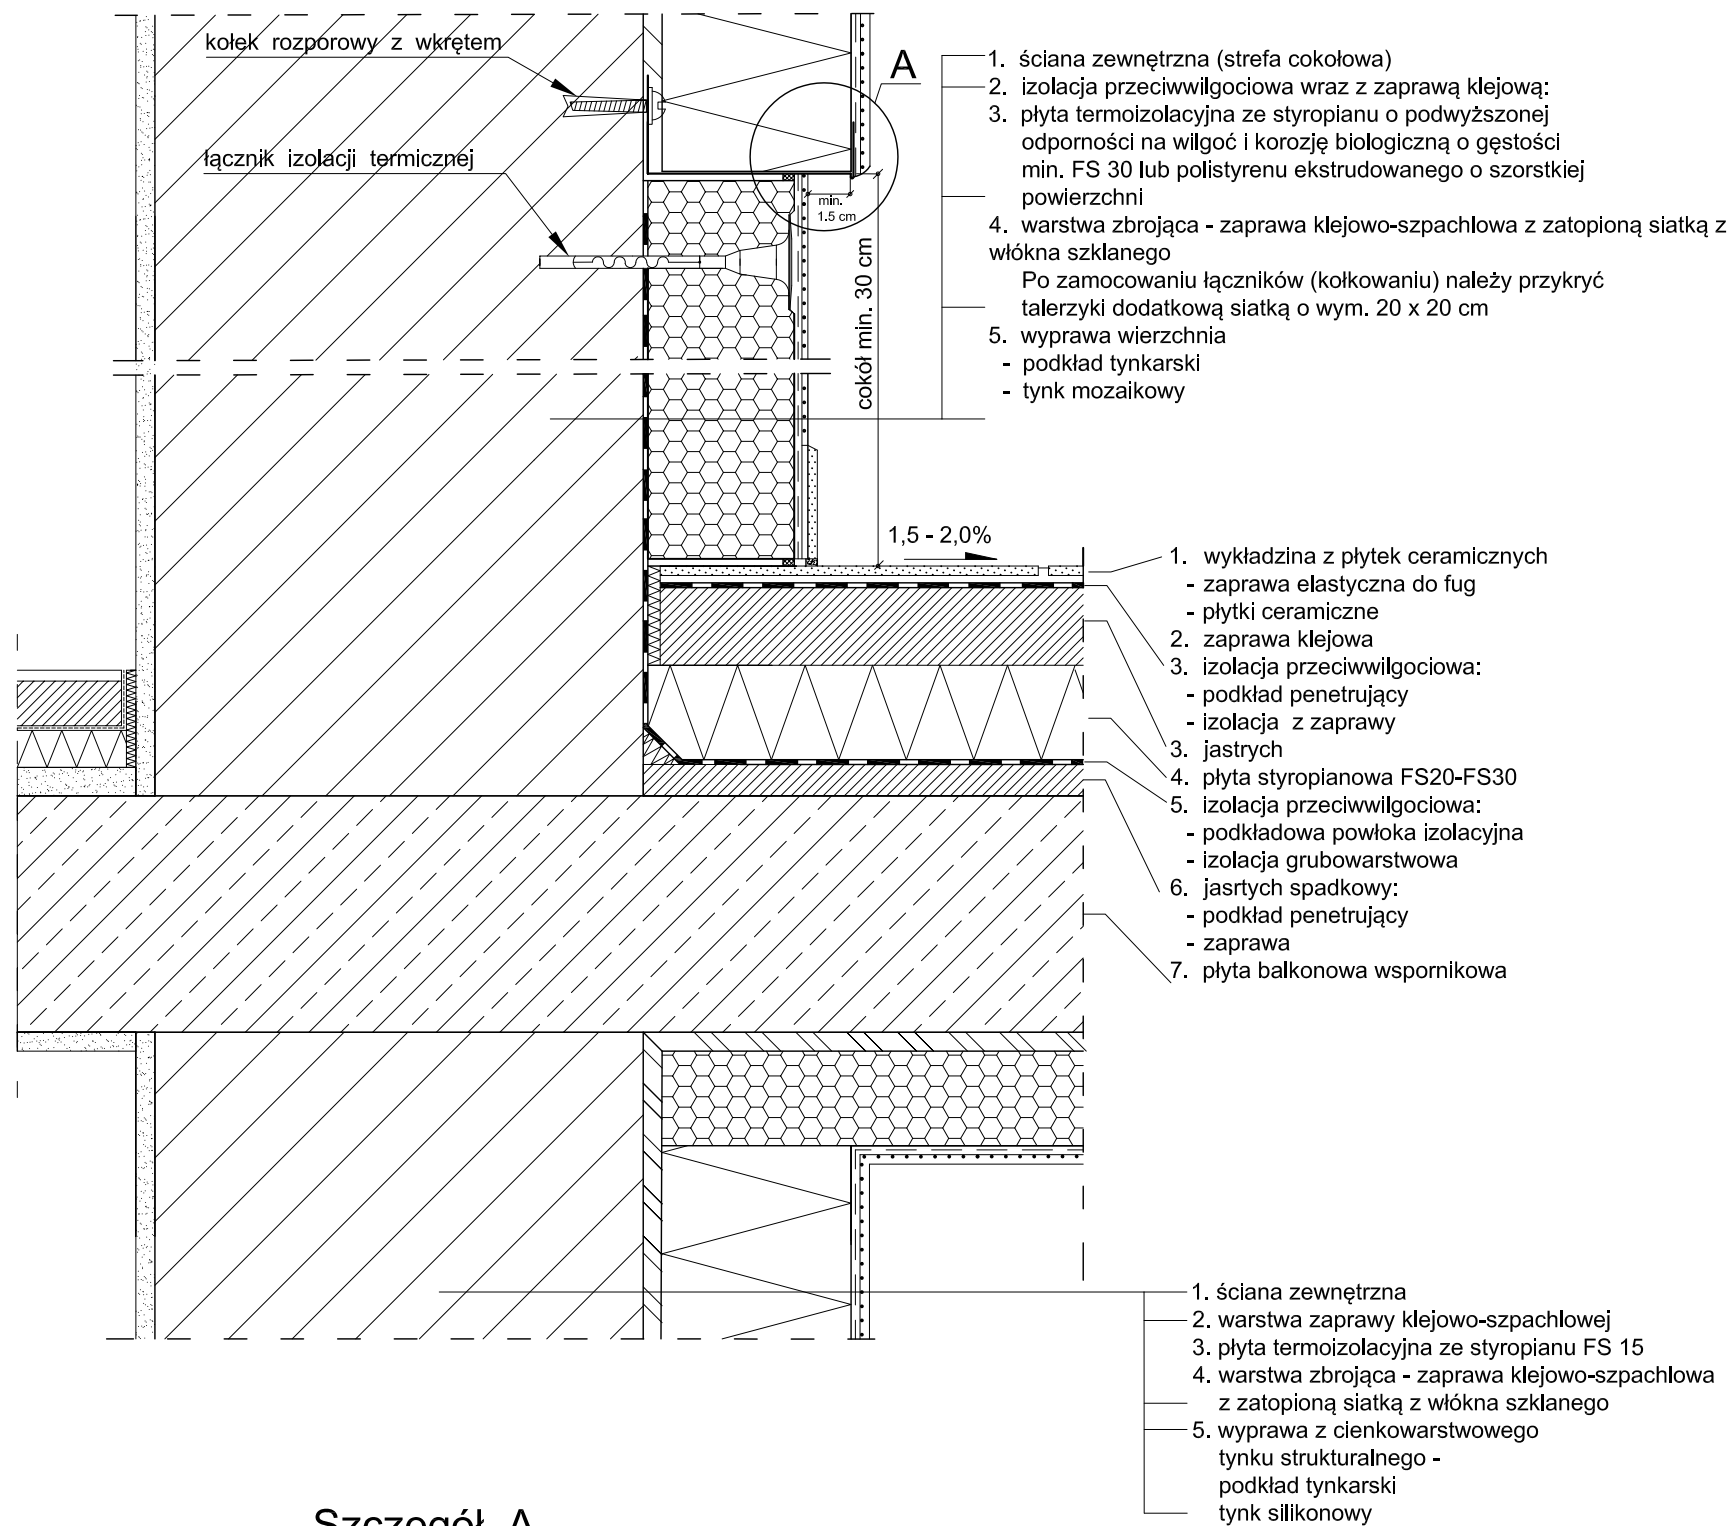 kołek rozporowy z wkrętem
łącznik izolacji termicznej
A
min.
1.5 cm
cokół min. 30 cm
1. ściana zewnętrzna (strefa cokołowa)
2. izolacja przeciwwilgociowa wraz z zaprawą klejową:
3. płyta termoizolacyjna ze styropianu o podwyższonej
odporności na wilgoć i korozję biologiczną o gęstości
min. FS 30 lub polistyrenu ekstrudowanego o szorstkiej
powierzchni
4. warstwa zbrojąca - zaprawa klejowo-szpachlowa z zatopioną siatką z
włókna szklanego
Po zamocowaniu łączników (kołkowaniu) należy przykryć
talerzyki dodatkową siatką o wym. 20 x 20 cm
5. wyprawa wierzchnia
- podkład tynkarski
- tynk mozaikowy
1,5 - 2,0%
1. wykładzina z płytek ceramicznych
- zaprawa elastyczna do fug
- płytki ceramiczne
2. zaprawa klejowa
3. izolacja przeciwwilgociowa:
- podkład penetrujący
- izolacja z zaprawy
3. jastrych
4. płyta styropianowa FS20-FS30
5. izolacja przeciwwilgociowa:
- podkładowa powłoka izolacyjna
- izolacja grubowarstwowa
6. jasrtych spadkowy:
- podkład penetrujący
- zaprawa
7. płyta balkonowa wspornikowa
1. ściana zewnętrzna
2. warstwa zaprawy klejowo-szpachlowej
3. płyta termoizolacyjna ze styropianu FS 15
4. warstwa zbrojąca - zaprawa klejowo-szpachlowa
z zatopioną siatką z włókna szklanego
5. wyprawa z cienkowarstwowego
tynku strukturalnego -
podkład tynkarski
tynk silikonowy
Szczegół A